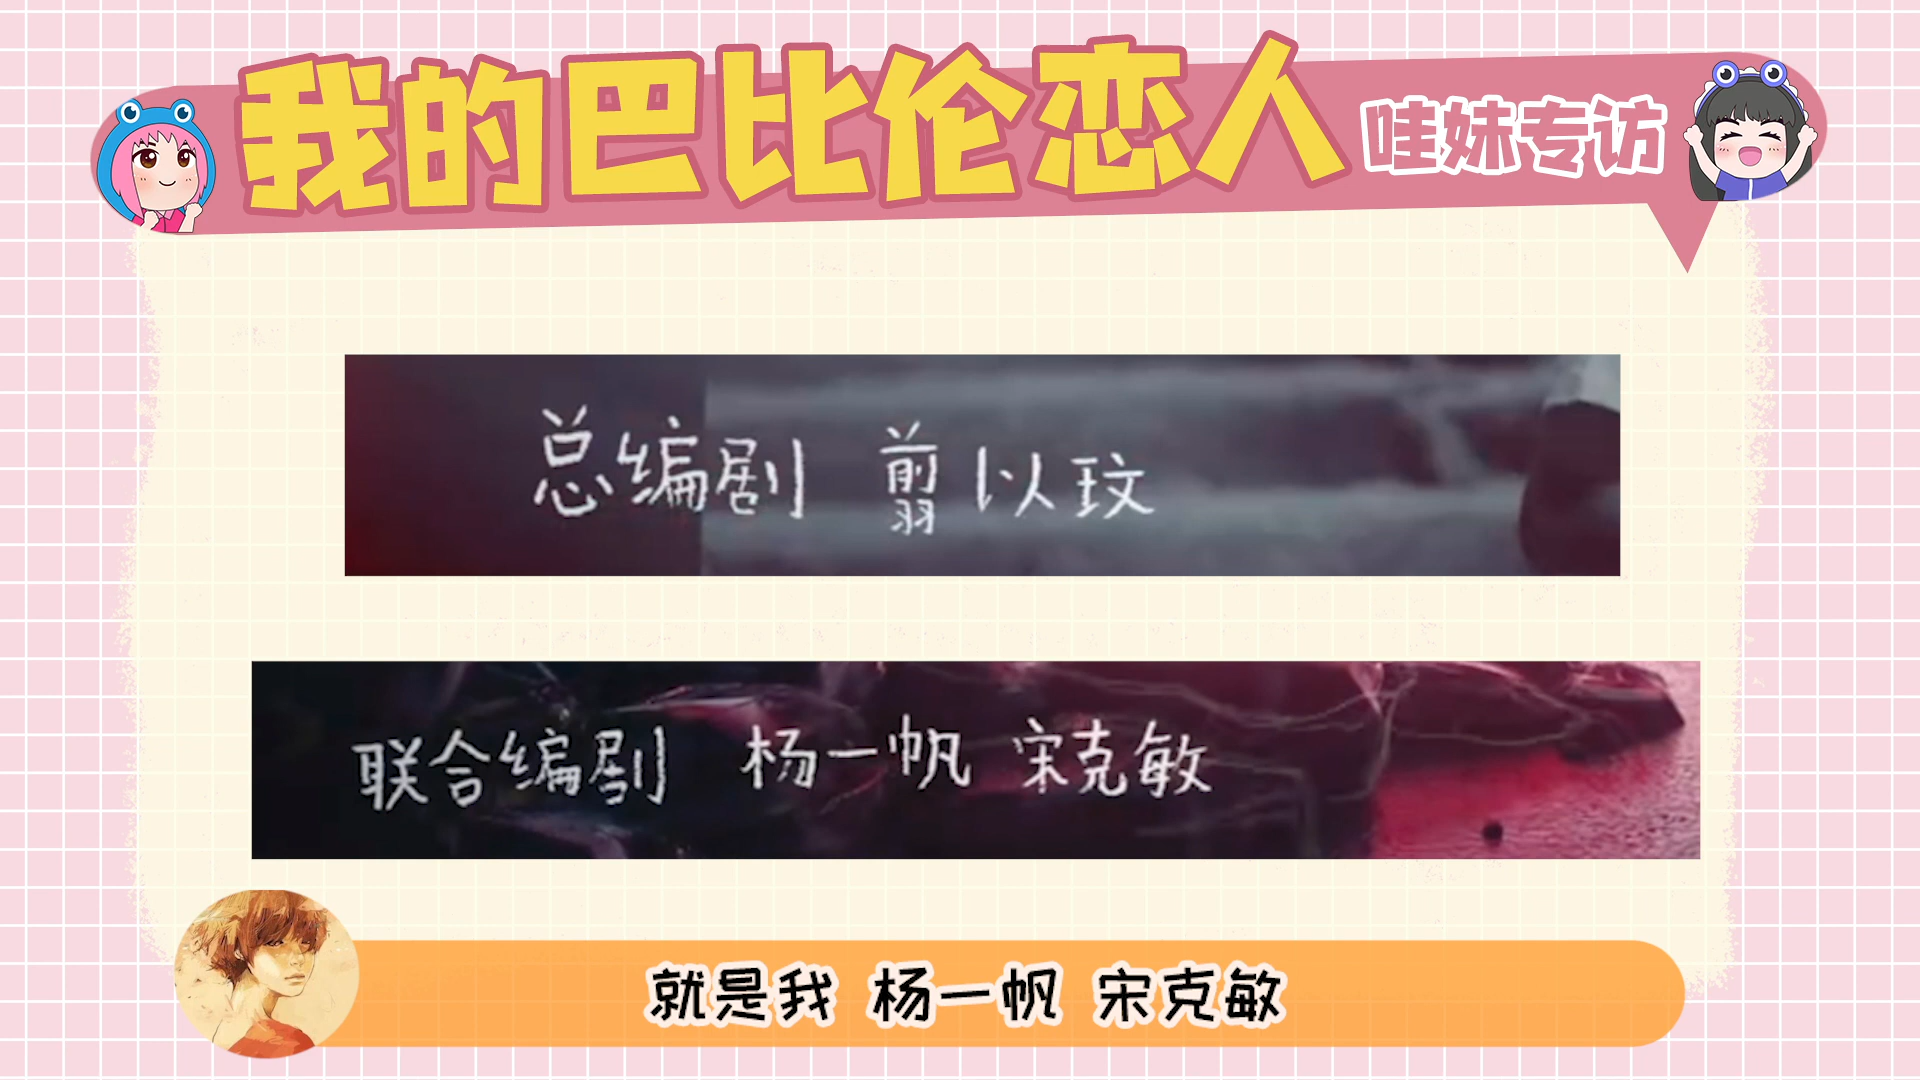 我的巴比伦恋人 哇妹专访
总编剧 翦以玟
联合编剧 杨一帆 宋克敏
就是我 杨一帆 宋克敏